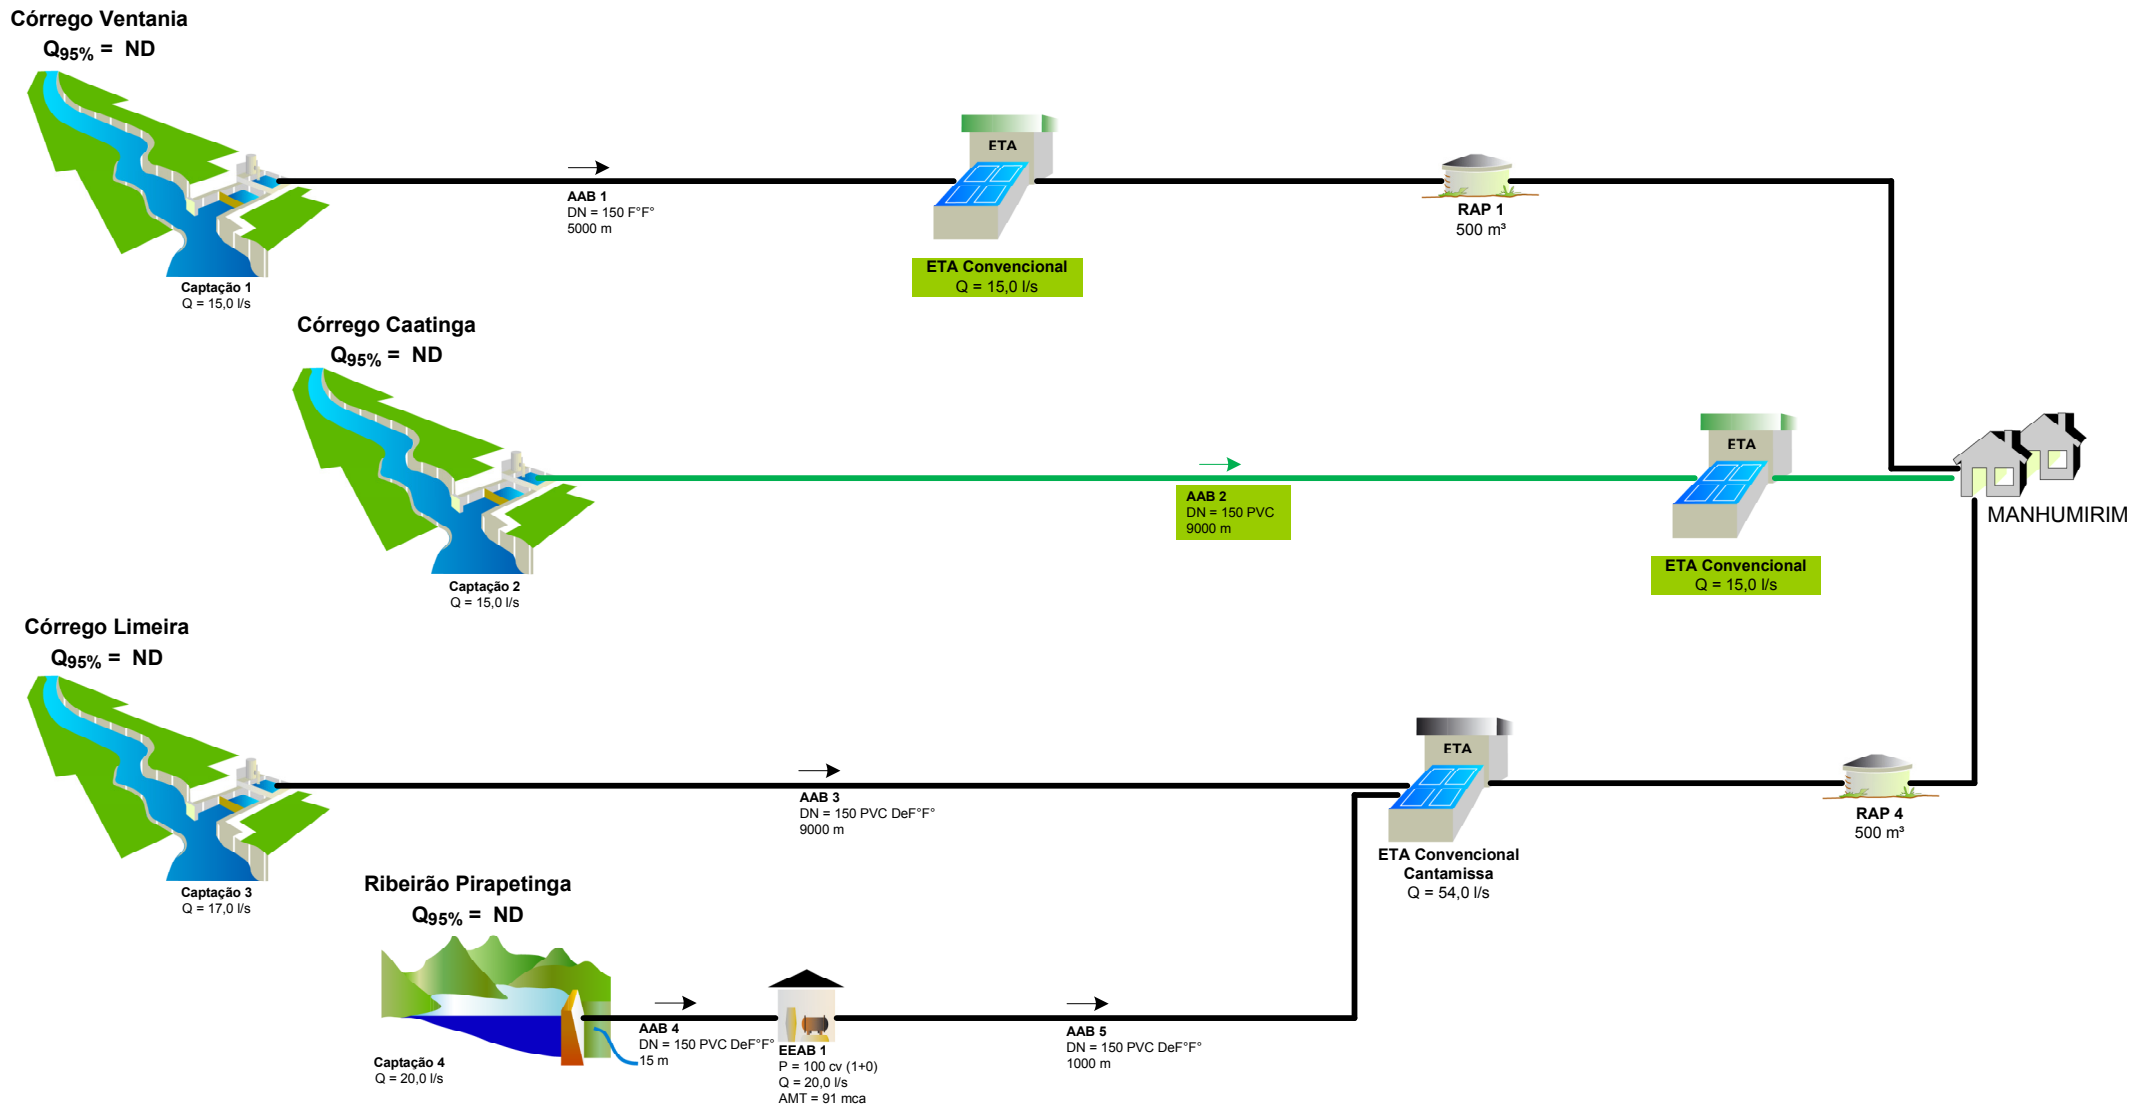 Córrego Ventania
Q95% = ND
Captação 1
Q = 15,0 l/s
AAB 1
DN = 150 F°F°
5000 m
ETA
ETA Convencional
Q = 15,0 l/s
RAP 1
500 m³
Córrego Caatinga
Q95% = ND
Captação 2
Q = 15,0 l/s
AAB 2
DN = 150 PVC
9000 m
ETA
ETA Convencional
Q = 15,0 l/s
MANHUMIRIM
Córrego Limeira
Q95% = ND
Captação 3
Q = 17,0 l/s
AAB 3
DN = 150 PVC DeF°F°
9000 m
ETA
ETA Convencional
Cantamissa
Q = 54,0 l/s
RAP 4
500 m³
Ribeirão Pirapetinga
Q95% = ND
Captação 4
Q = 20,0 l/s
AAB 4
DN = 150 PVC DeF°F°
15 m
EEAB 1
P = 100 cv (1+0)
Q = 20,0 l/s
AMT = 91 mca
AAB 5
DN = 150 PVC DeF°F°
1000 m